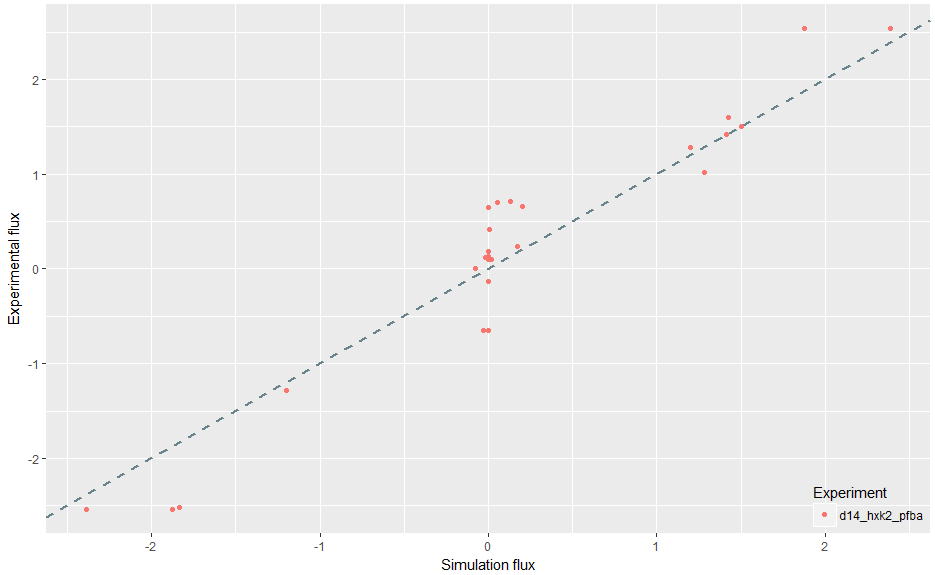 2
1
0
-1
-2
-2
-1
0
1
2
Experimental flux
Simulation flux
Experiment
d14_hxk2_pfba